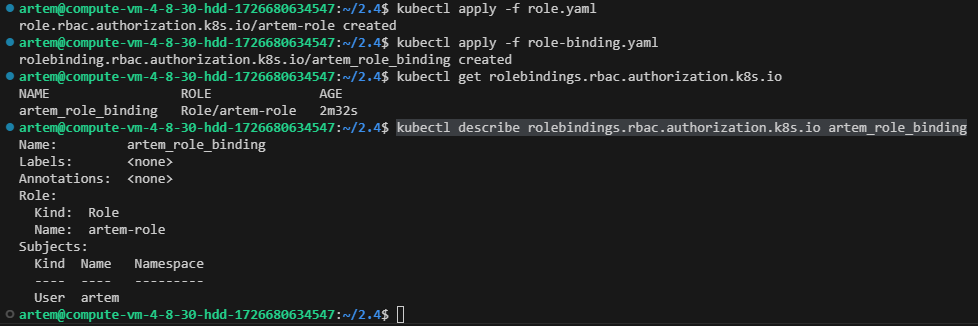 artem@compute-vm-4-8-30-hdd-1726680634547:~/2.4$ kubectl apply -f role.yaml
role.rbac.authorization.k8s.io/artem-role created
artem@compute-vm-4-8-30-hdd-1726680634547:~/2.4$ kubectl apply -f role-binding.yaml
rolebinding.rbac.authorization.k8s.io/artem_role_binding created
artem@compute-vm-4-8-30-hdd-1726680634547:~/2.4$ kubectl get rolebindings.rbac.authorization.k8s.io
NAME                 ROLE              AGE
artem_role_binding   Role/artem-role   2m32s
artem@compute-vm-4-8-30-hdd-1726680634547:~/2.4$ kubectl describe rolebindings.rbac.authorization.k8s.io artem_role_binding
Name:         artem_role_binding
Labels:       <none>
Annotations:  <none>
Role:
  Kind:  Role
  Name:  artem-role
Subjects:
  Kind  Name   Namespace
  ----  ----   ---------
  User  artem
artem@compute-vm-4-8-30-hdd-1726680634547:~/2.4$